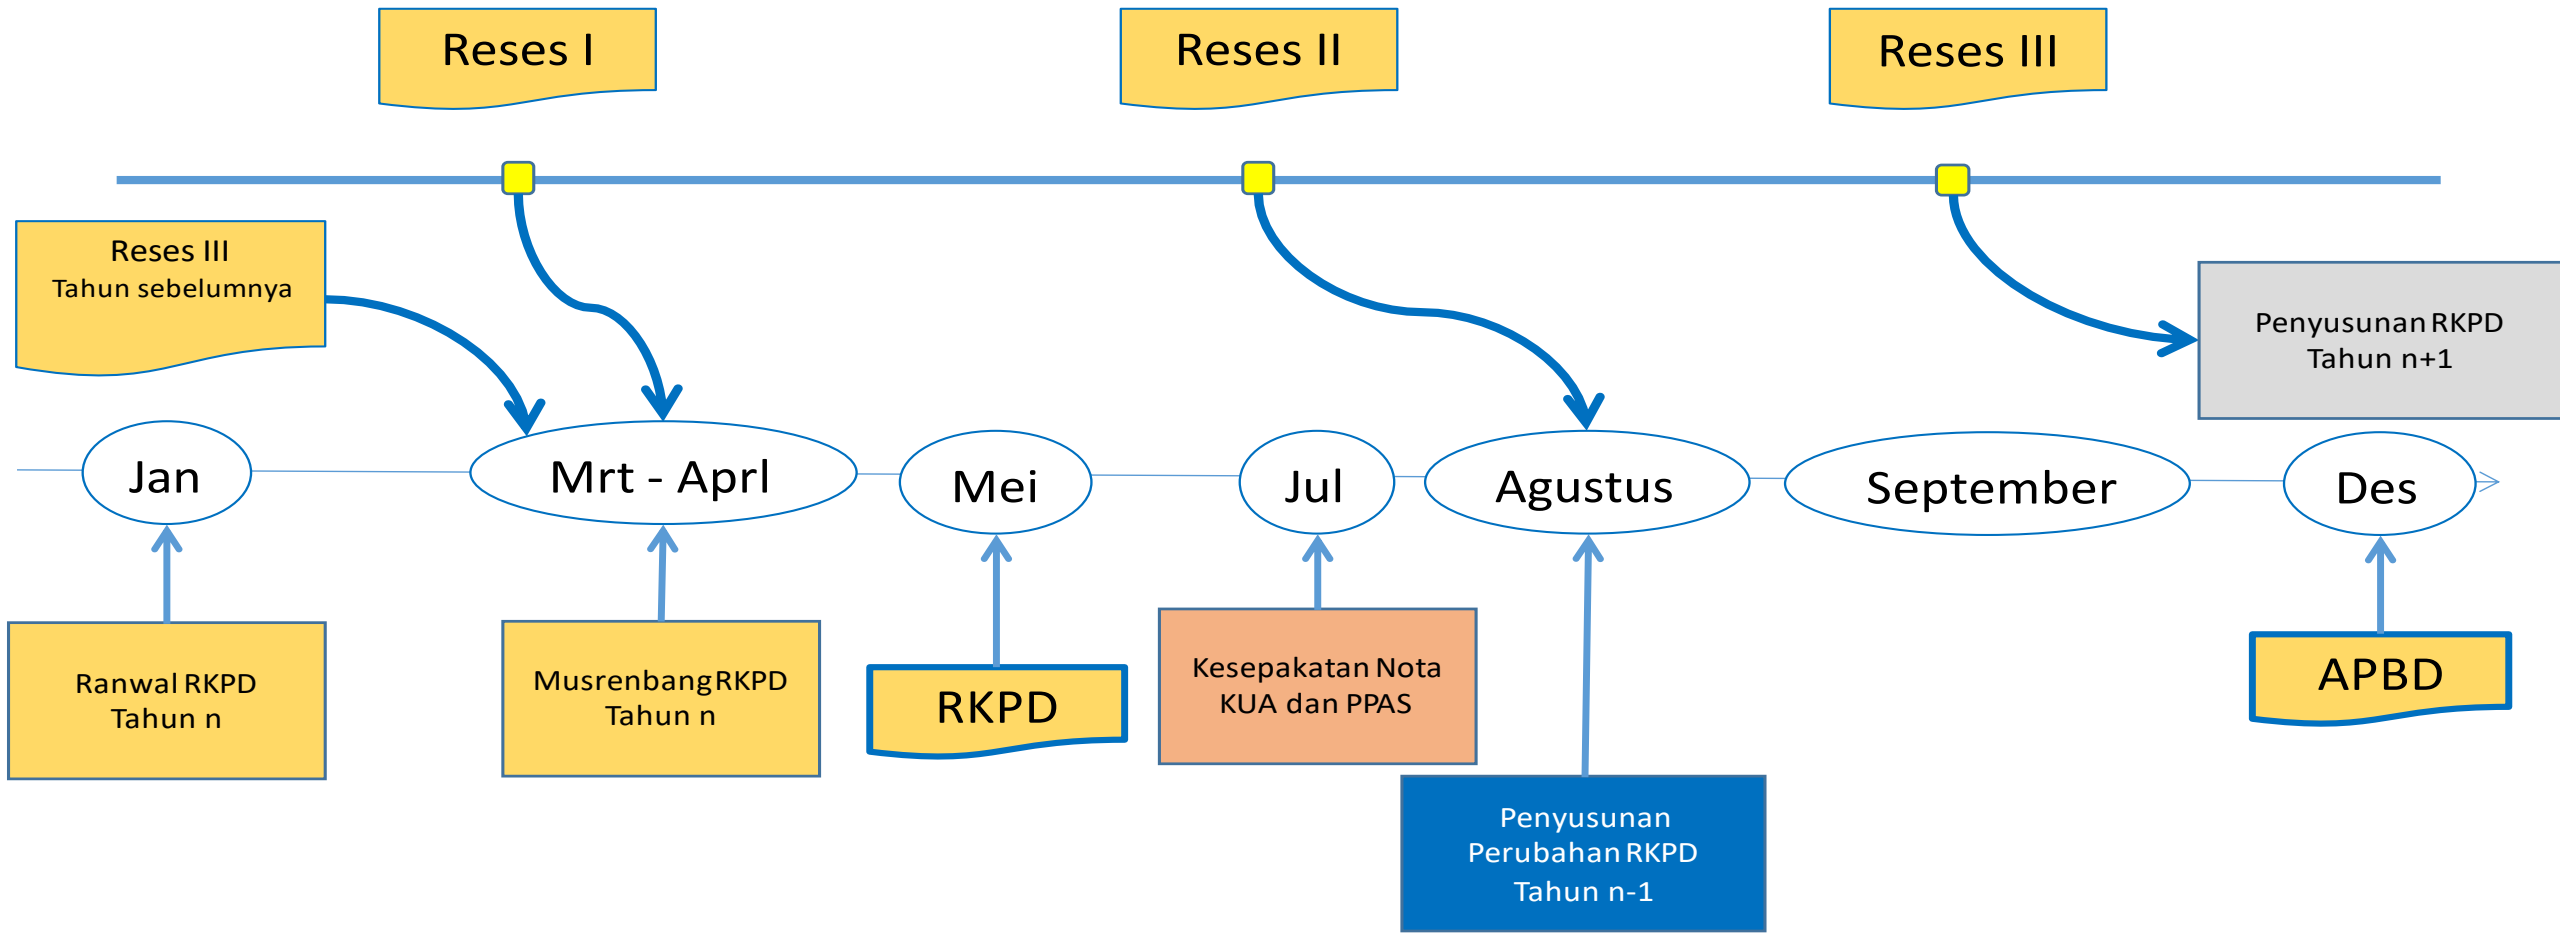 Reses I
Reses II
Reses III
Reses III
Tahun sebelumnya
Penyusunan RKPD
Tahun n+1
Jan
Mrt - Aprl
Mei
Jul
Agustus
September
Des
Ranwal RKPD
Tahun n
Musrenbang RKPD
Tahun n
RKPD
Kesepakatan Nota
KUA dan PPAS
APBD
Penyusunan
Perubahan RKPD
Tahun n-1